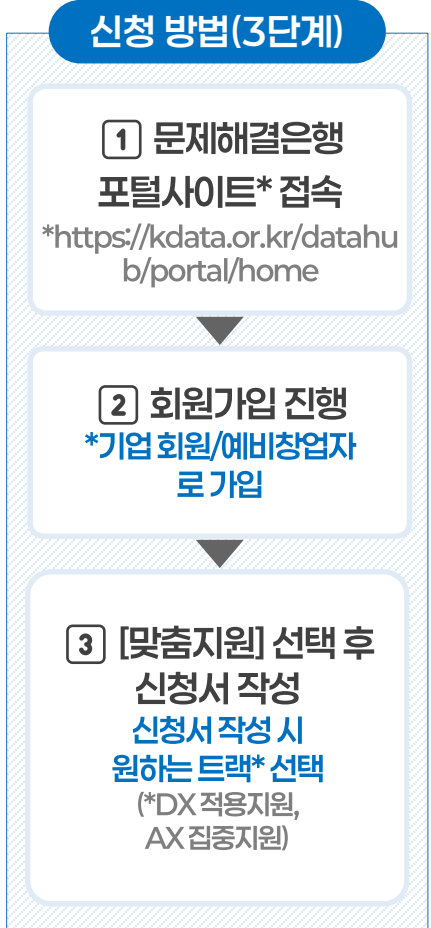 신청 방법(3단계)
1 문제해결은행
포털사이트* 접속
*https://kdata.or.kr/datahu
b/portal/home
2 회원가입 진행
*기업 회원/예비창업자
로 가입
3 [맞춤지원] 선택 후
신청서 작성
신청서 작성 시
원하는 트랙* 선택
(*DX 적용지원,
AX 집중지원)